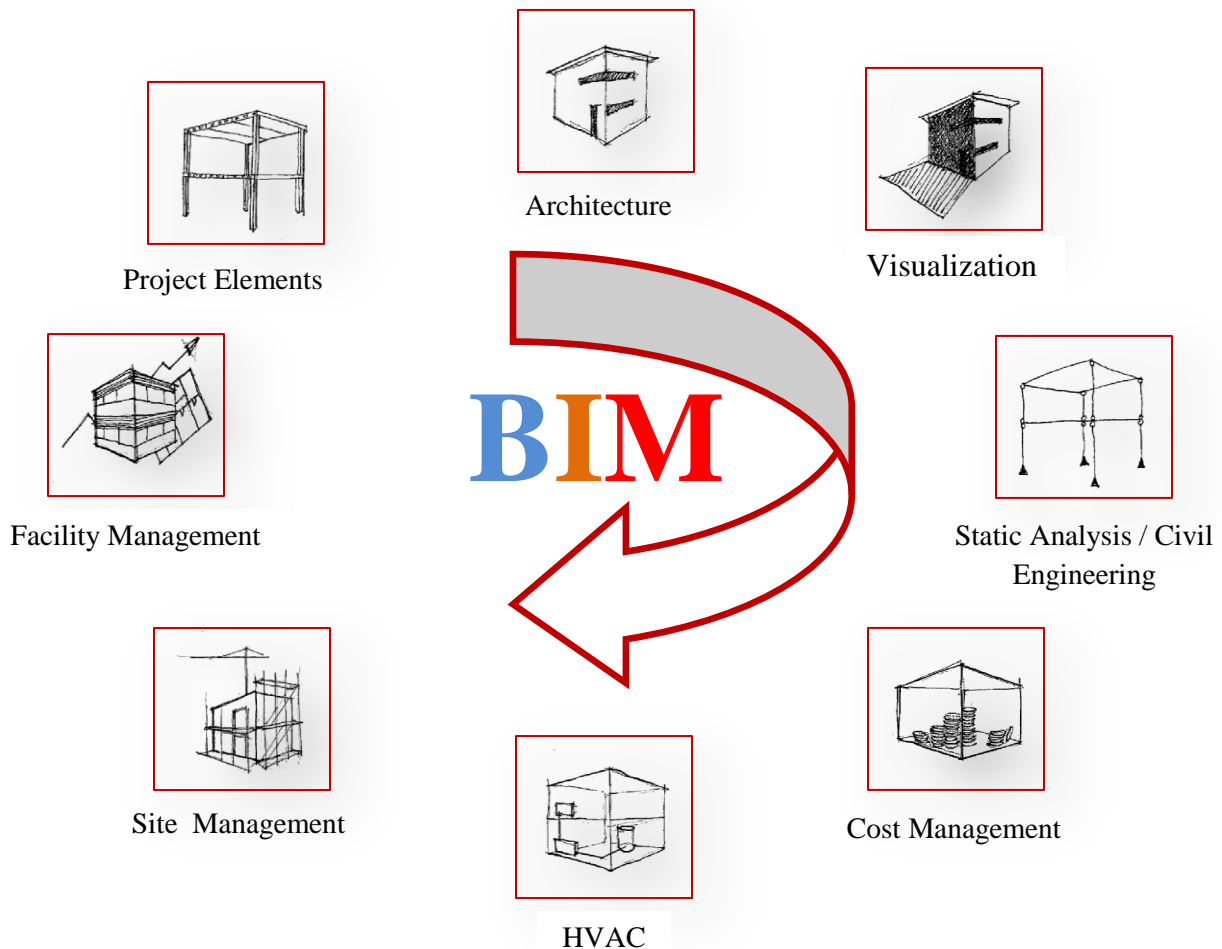 Architecture
Project Elements
Visualization
BIM
Facility Management
Static Analysis / Civil
Engineering
Site Management
Cost Management
HVAC